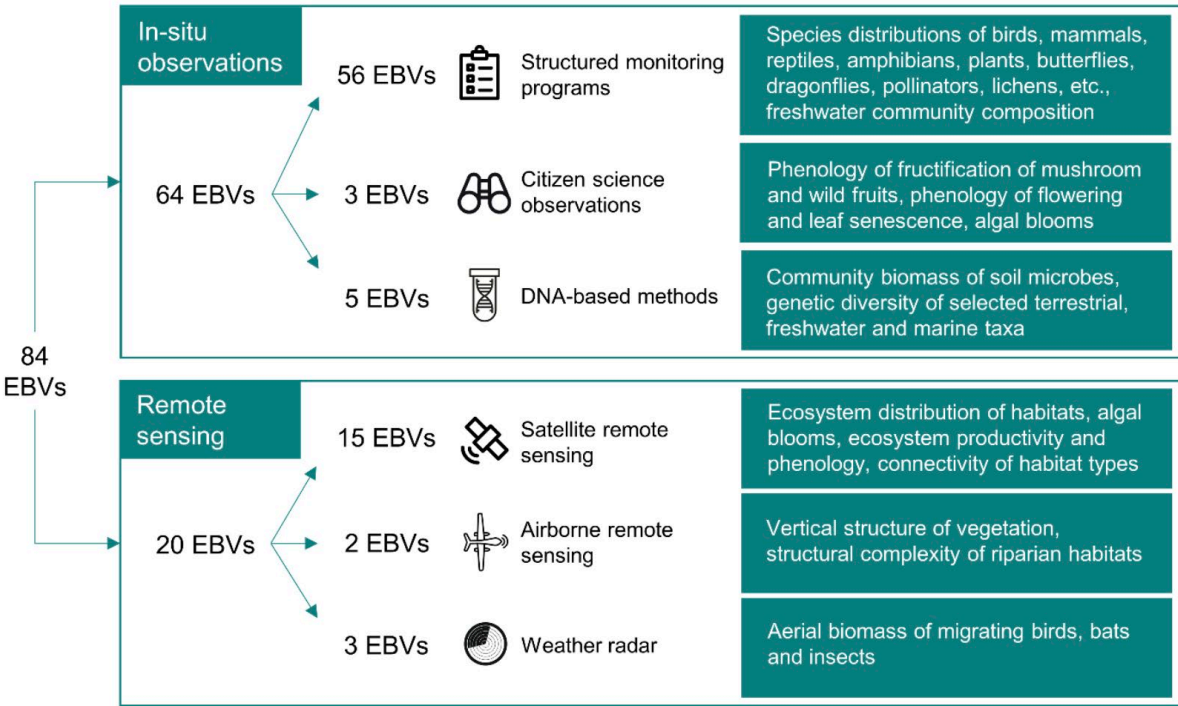 84
EBVs
In-situ
observations
64 EBVs
56 EBVs
Structured monitoring
programs
Species distributions of birds, mammals,
reptiles, amphibians, plants, butterflies,
dragonflies, pollinators, lichens, etc.,
freshwater community composition
3 EBVs
Citizen science
observations
Phenology of fructification of mushroom
and wild fruits, phenology of flowering
and leaf senescence, algal blooms
5 EBVs
DNA-based methods
Community biomass of soil microbes,
genetic diversity of selected terrestrial,
freshwater and marine taxa
Remote
sensing
20 EBVs
15 EBVs
Satellite remote
sensing
Ecosystem distribution of habitats, algal
blooms, ecosystem productivity and
phenology, connectivity of habitat types
2 EBVs
Airborne remote
sensing
Vertical structure of vegetation,
structural complexity of riparian habitats
3 EBVs
Weather radar
Aerial biomass of migrating birds, bats
and insects